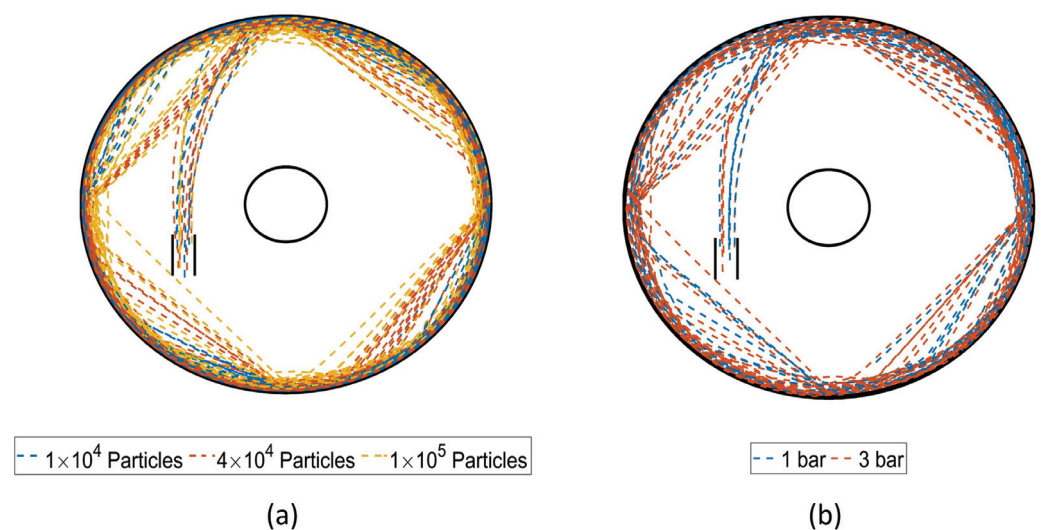 1×10⁴ Particles 4×10⁴ Particles 1×10⁵ Particles
1 bar 3 bar
(a)
(b)